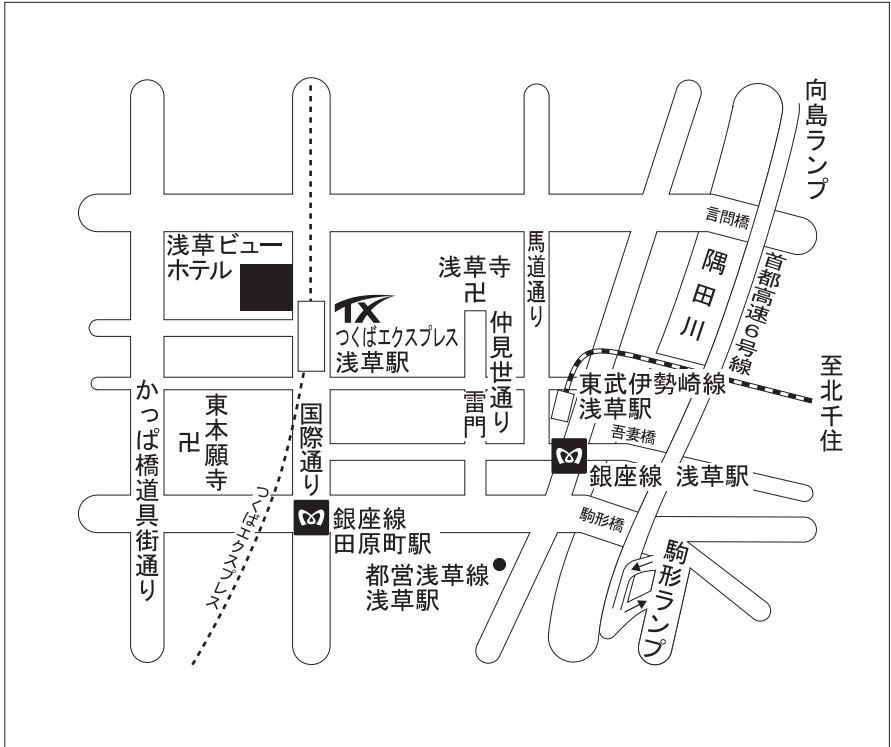 向島ランプ
言問橋
浅草ビュー
ホテル
馬道通り
浅草寺
卍
隅田川
首都高速6号線
TX
つくばエクスプレス
浅草駅
仲見世通り
雷門
東武伊勢崎線
浅草駅
至北千住
かっぱ橋道具街通り
東本願寺
卍
国際通り
吾妻橋
銀座線 浅草駅
つくばエクスプレス
銀座線
田原町駅
駒形橋
都営浅草線
浅草駅
駒形ランプ